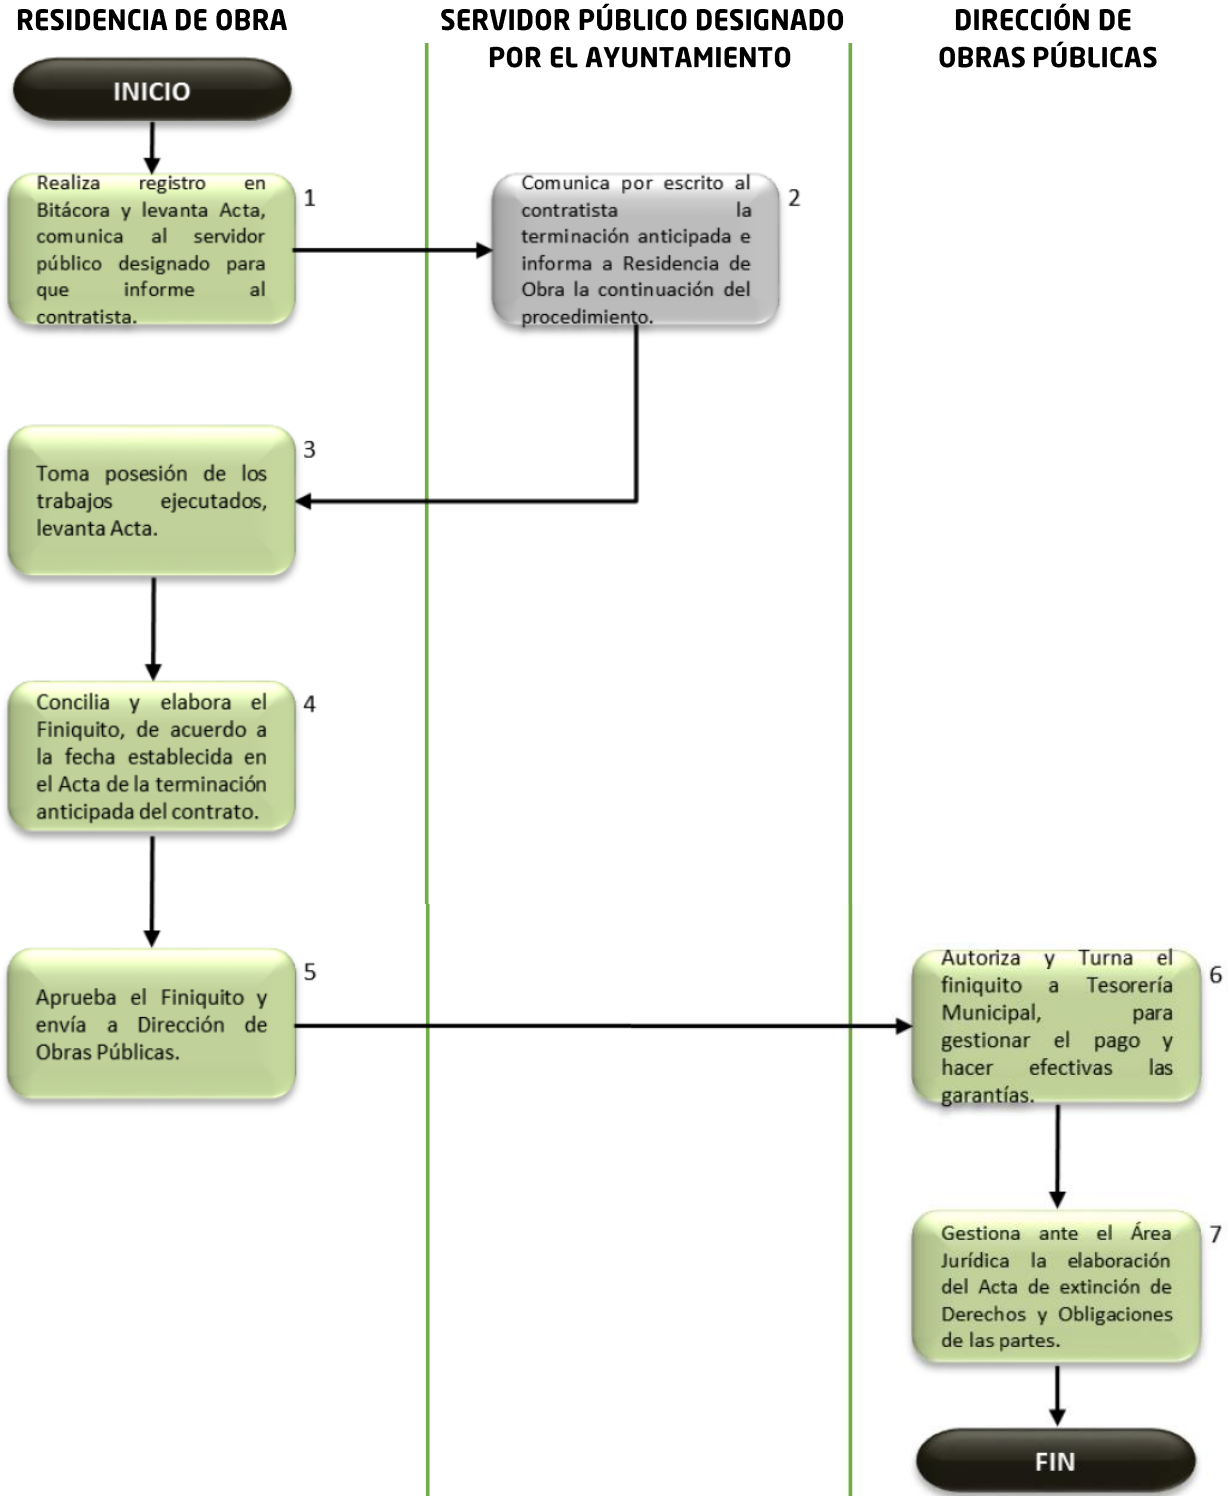 RESIDENCIA DE OBRA
SERVIDOR PÚBLICO DESIGNADO
POR EL AYUNTAMIENTO
DIRECCIÓN DE
OBRAS PÚBLICAS
INICIO
Realiza registro en
Bitácora y levanta Acta,
comunica al servidor
público designado para
que informe al
contratista.
1
Comunica por escrito al
contratista la
terminación anticipada e
informa a Residencia de
Obra la continuación del
procedimiento.
2
Toma posesión de los
trabajos ejecutados,
levanta Acta.
3
Concilia y elabora el
Finiquito, de acuerdo a
la fecha establecida en
el Acta de la terminación
anticipada del contrato.
4
Aprueba el Finiquito y
envía a Dirección de
Obras Públicas.
5
Autoriza y Turna el
finiquito a Tesorería
Municipal, para
gestionar el pago y
hacer efectivas las
garantías.
6
Gestiona ante el Área
Jurídica la elaboración
del Acta de extinción de
Derechos y Obligaciones
de las partes.
7
FIN